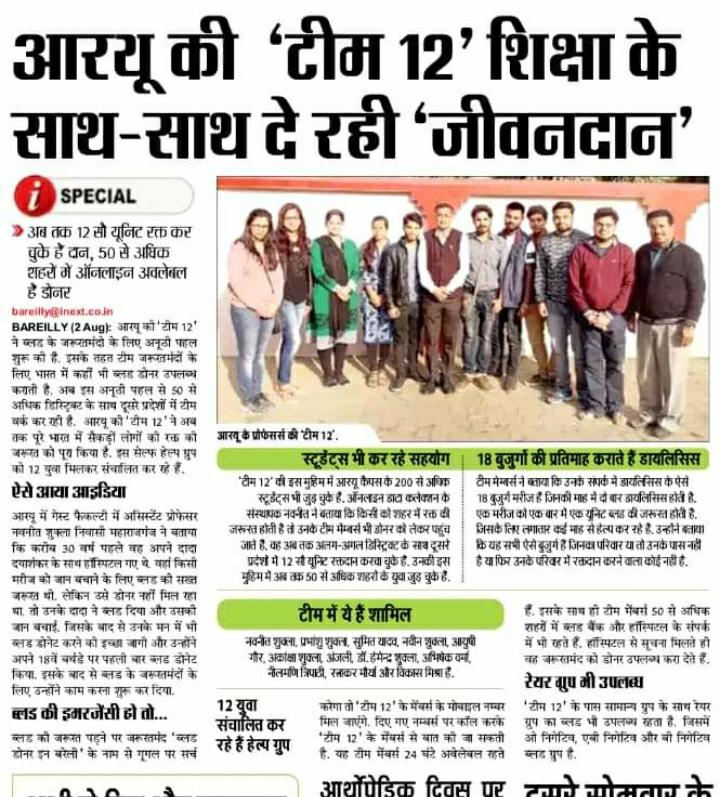 आरयू की ‘टीम 12’ शिक्षा के
साथ-साथ दे रही ‘जीवनदान’
i SPECIAL
अब तक 12 सौ यूनिट रक्त कर
चुके हैं दान, 50 से अधिक
शहरों में ऑनलाइन अवलेबल
है डोनर
bareilly@inext.co.in
BAREILLY (2 Aug): आरयू की 'टीम 12'
ने ब्लड के जरूरतमंदो के लिए अनूठी पहल
शुरू की है. इसके तहत टीम जरूरतमंदों के
लिए भारत में कहीं भी ब्लड डोनर उपलब्ध
कराती है. अब इस अनूठी पहल से 50 से
अधिक डिस्ट्रिक्ट के साथ दूसरे प्रदेशों में टीम
वर्क कर रही है. आरयू की 'टीम 12' ने अब
तक पूरे भारत में सैकड़ों लोगों को रक्त की
जरूरत को पूरा किया है. इस सेल्फ हेल्प ग्रुप
को 12 युवा मिलकर संचालित कर रहे हैं.
ऐसे आया आइडिया
आरयू में गेस्ट फैकल्टी में असिस्टेंट प्रोफेसर
नवनीत शुक्ला निवासी महाराजगंज ने बताया
कि करीब 30 वर्ष पहले वह अपने दादा
दयाशंकर के साथ हॉस्पिटल गए थे. वहां किसी
मरीज को जान बचाने के लिए ब्लड की सख्त
जरूरत थी. लेकिन उसे डोनर नहीं मिल रहा
था. तो उनके दादा ने ब्लड दिया और उसकी
जान बचाई. जिसके बाद से उनके मन में भी
ब्लड डोनेट करने की इच्छा जागी और उन्होंने
अपने 18वें बर्थडे पर पहली बार ब्लड डोनेट
किया. इसके बाद से ब्लड के जरूरतमंदों के
लिए उन्होंने काम करना शुरू कर दिया.
ब्लड की इमरजेंसी हो तो...
ब्लड की जरूरत पड़ने पर जरूरतमंद 'ब्लड
डोनर इन बरेली' के नाम से गूगल पर सर्च
आरयू के प्रोफेसर्स की 'टीम 12'.
स्टूडेंट्स भी कर रहे सहयोग
'टीम 12' की इस मुहिम में आरयू कैंपस के 200 से अधिक
स्टूडेंट्स भी जुड़ चुके हैं. ऑनलाइन डाटा कलेक्शन के
संस्थापक नवनीत ने बताया कि किसी को शहर में रक्त की
जरूरत होती है तो उनके टीम मेम्बर्स भी डोनर को लेकर पहुंच
जाते है. वह अब तक अलग-अगल डिस्ट्रिक्ट के साथ दूसरे
प्रदेशों में 12 सौ यूनिट रक्तदान करवा चुके हैं. उनकी इस
मुहिम में अब तक 50 से अधिक शहरों के युवा जुड़ चुके हैं.
18 बुजुर्गों की प्रतिमाह कराते हैं डायलिसिस
टीम मेम्बर्स ने बताया कि उनके संपर्क में डायलिसिस के ऐसे
18 बुजुर्ग मरीज हैं जिनकी माह में दो बार डायलिसिस होती है.
एक मरीज को एक बार में एक यूनिट ब्लड की जरूरत होती है.
जिसके लिए लगातार कई माह से हेल्प कर रहे है. उन्होंने बताया
कि यह सभी ऐसे बुजुर्ग हैं जिनका परिवार या तो उनके पास नहीं
है या फिर उनके परिवार में रक्तदान करने वाला कोई नहीं है.
टीम में ये हैं शामिल
नवनीत शुक्ला, प्रभांशु शुक्ला, सुमित यादव, नवीन शुक्ला, आयुषी
गौर, अकांक्षा शुक्ला, अंजली, डॉ. हेमेन्द्र शुक्ला, अभिषेक वर्मा,
नीलमणि त्रिपाठी, रत्नाकर मौर्या और विकास मिश्रा हैं.
12 युवा
संचालित कर
रहे हैं हेल्प ग्रुप
करेगा तो 'टीम 12' के मेंबर्स के मोबाइल नम्बर
मिल जाएंगे. दिए गए नम्बर्स पर कॉल करके
'टीम 12' के मेंबर्स से बात की जा सकती
है. यह टीम मेंबर्स 24 घंटे अवेलेबल रहते
हैं. इसके साथ ही टीम मेंबर्स 50 से अधिक
शहरों में ब्लड बैंक और हॉस्पिटल के संपर्क
में भी रहते हैं. हॉस्पिटल से सूचना मिलते ही
वह जरूरतमंद को डोनर उपलब्ध करा देते हैं.
रेयर ग्रुप भी उपलब्ध
'टीम 12' के पास सामान्य ग्रुप के साथ रेयर
ग्रुप का ब्लड भी उपलब्ध रहता है. जिसमें
ओ निगेटिव, एबी निगेटिव और बी निगेटिव
ब्लड ग्रुप है.
आर्थोपेडिक दिवस पर
दूसरे सोमवार के